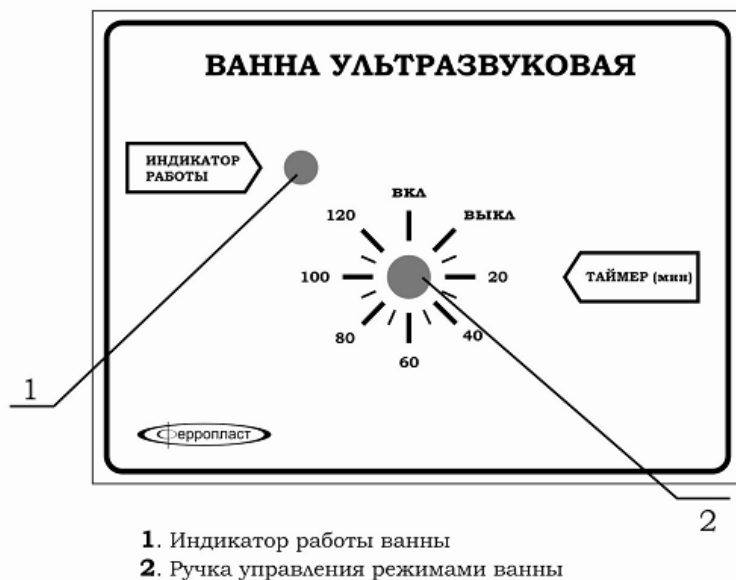 ВАННА УЛЬТРАЗВУКОВАЯ
ИНДИКАТОР
РАБОТЫ
ВКЛ
120
ВЫКЛ
100
20
ТАЙМЕР (мин)
80
40
60
1
Ферропласт
2
1. Индикатор работы ванны
2. Ручка управления режимами ванны